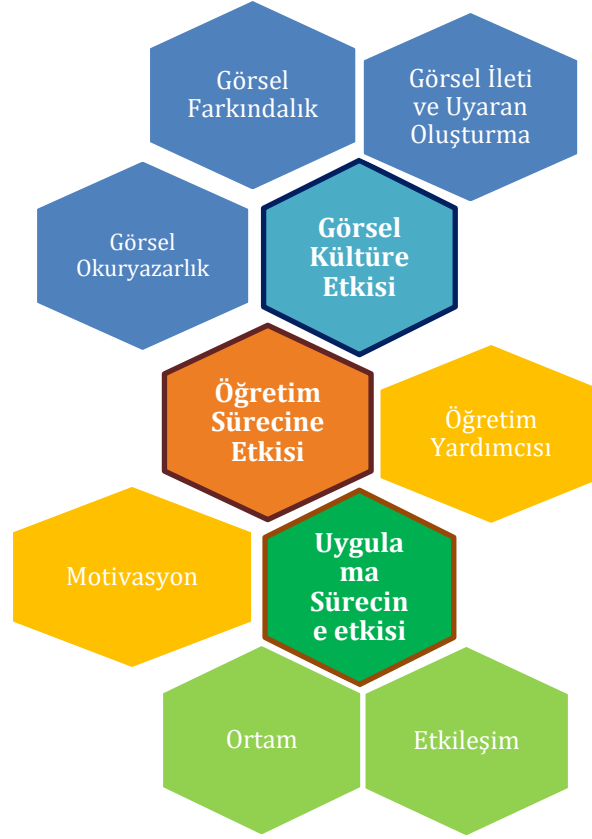 Görsel
Farkındalık
Görsel İleti
ve Uyaran
Oluşturma
Görsel
Okuryazarlık
Görsel
Kültüre
Etkisi
Öğretim
Sürecine
Etkisi
Öğretim
Yardımcısı
Motivasyon
Uygula
ma
Sürecin
e etkisi
Ortam
Etkileşim